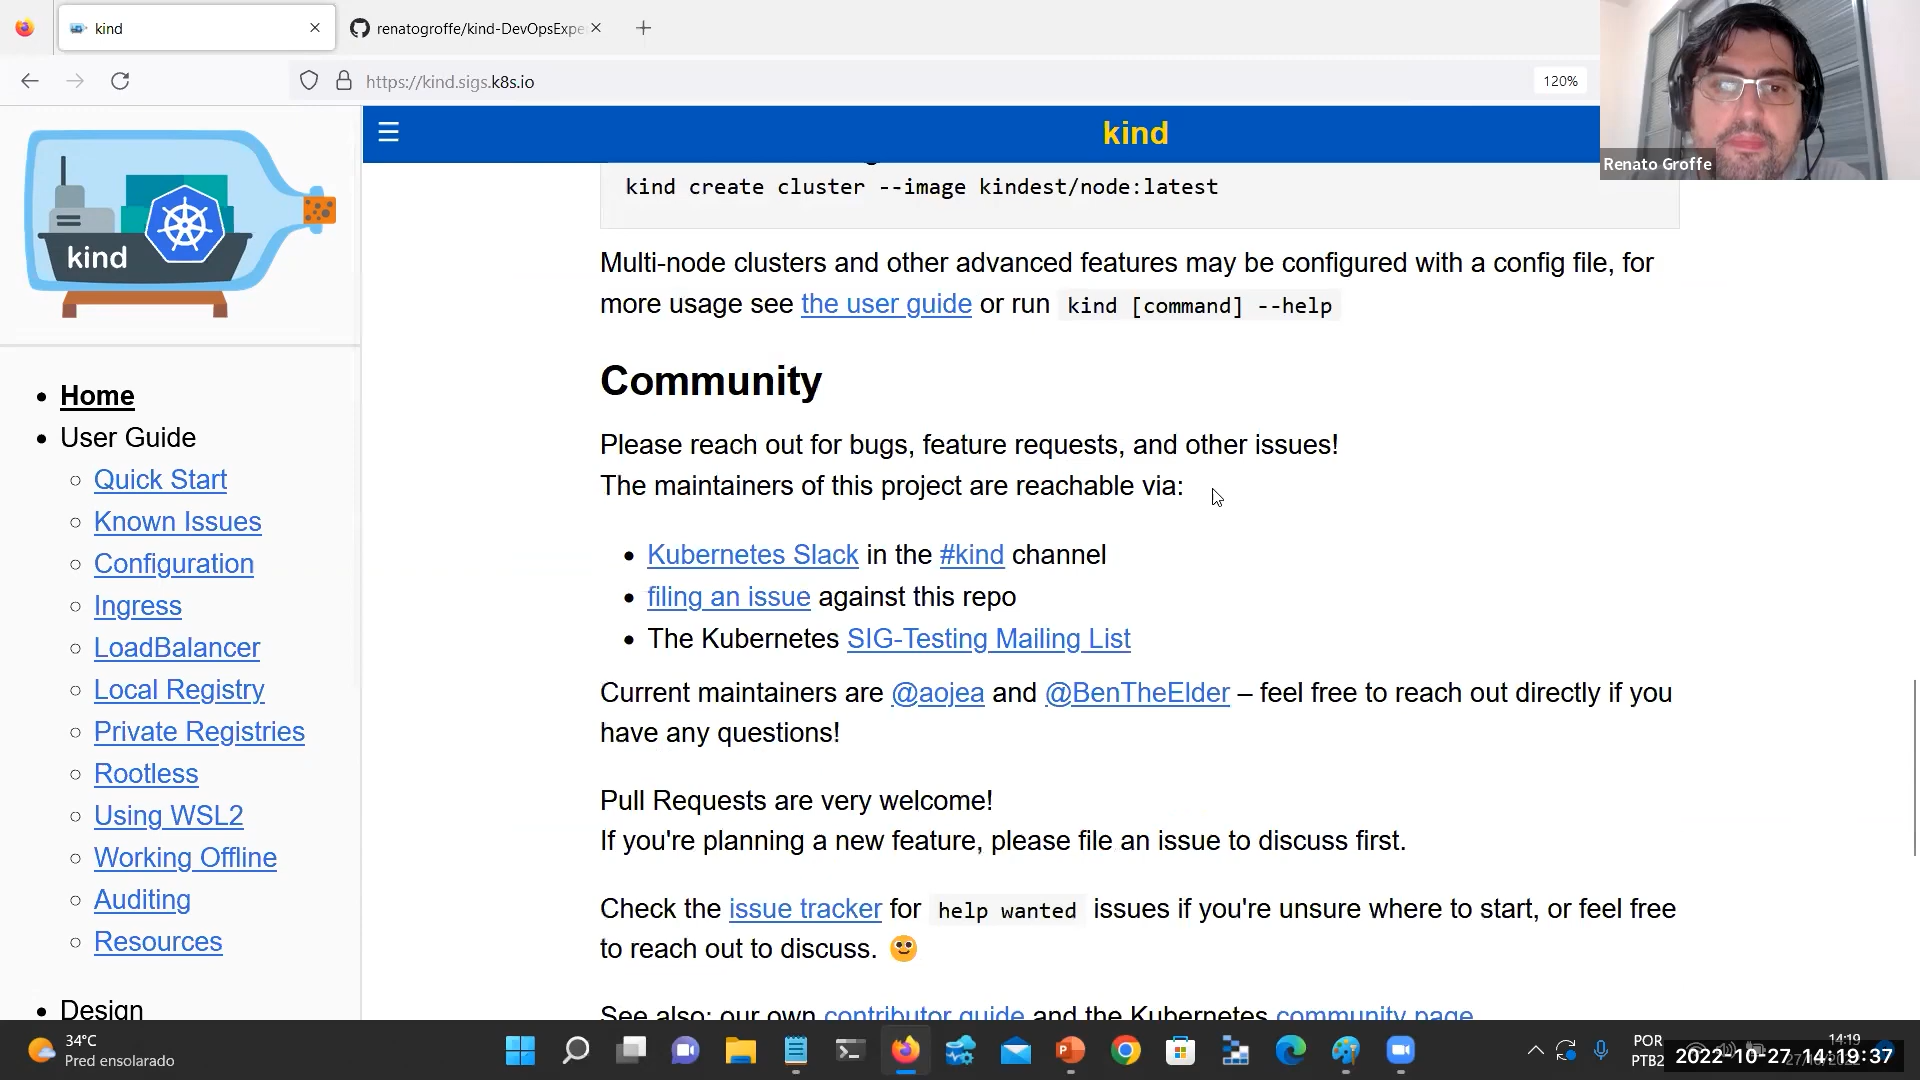 kind
renatogroffe/kind-DevOpsExpe
https://kind.sigs.k8s.io
120%
Renato Groffe
kind
kind
kind create cluster --image kindest/node:latest
Multi-node clusters and other advanced features may be configured with a config file, for
more usage see the user guide or run kind [command] --help
Community
Please reach out for bugs, feature requests, and other issues!
The maintainers of this project are reachable via:
Kubernetes Slack in the #kind channel
filing an issue against this repo
The Kubernetes SIG-Testing Mailing List
Current maintainers are @aojea and @BenTheElder – feel free to reach out directly if you
have any questions!
Pull Requests are very welcome!
If you're planning a new feature, please file an issue to discuss first.
Check the issue tracker for help wanted issues if you're unsure where to start, or feel free
to reach out to discuss.
See also: our own contributor guide and the Kubernetes community page
Home
User Guide
Quick Start
Known Issues
Configuration
Ingress
LoadBalancer
Local Registry
Private Registries
Rootless
Using WSL2
Working Offline
Auditing
Resources
Design
34°C
Pred ensolarado
POR
PTB2
14:19
2022-10-27 14:19:37